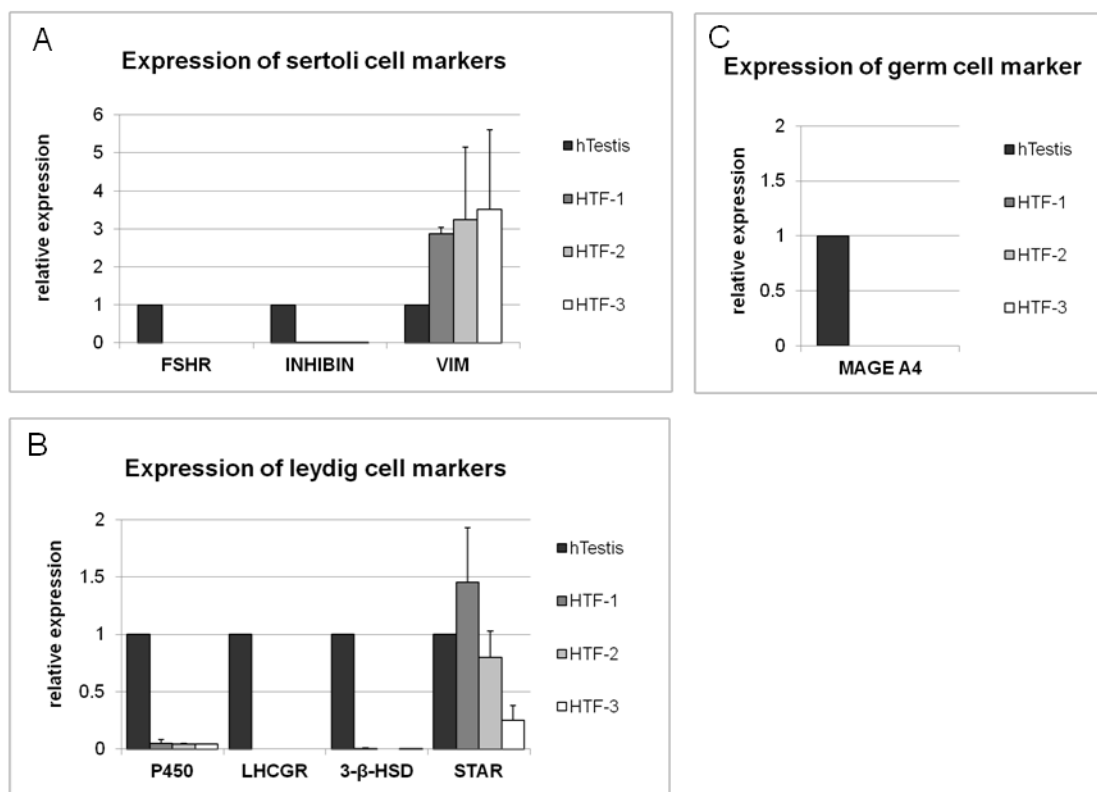 A
Expression of sertoli cell markers
relative expression
6
5
4
3
2
1
0
FSHR INHIBIN VIM
hTestis
HTF-1
HTF-2
HTF-3
C
Expression of germ cell marker
relative expression
2
1.5
1
0.5
0
MAGE A4
hTestis
HTF-1
HTF-2
HTF-3
B
Expression of leydig cell markers
relative expression
2
1.5
1
0.5
0
P450 LHCGR 3-β-HSD STAR
hTestis
HTF-1
HTF-2
HTF-3